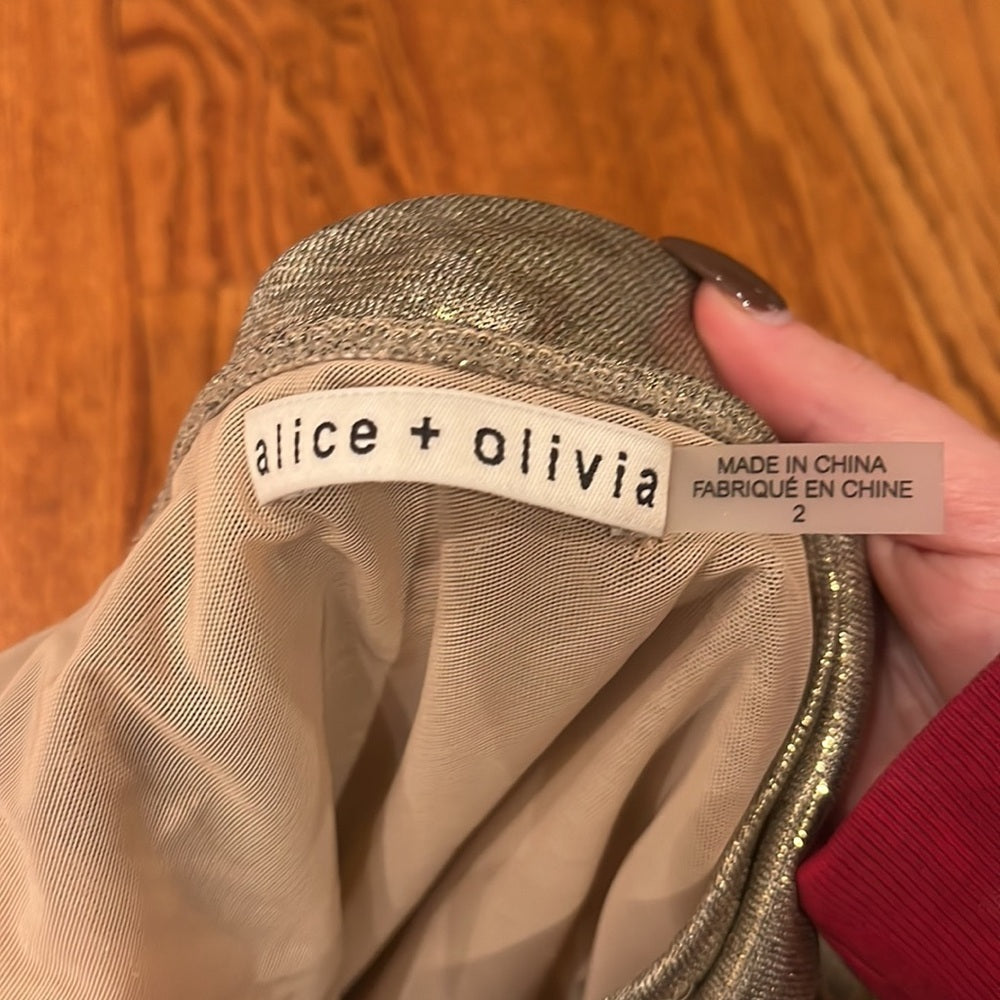 alice + olivia
MADE IN CHINA
FABRIQUÉ EN CHINE
2